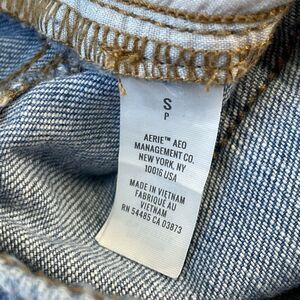 S
P
AERIE™ AEO
MANAGEMENT CO.
NEW YORK, NY
10016 USA
MADE IN VIETNAM
FABRIQUÉ AU
VIETNAM
RN 54485 CA 03873